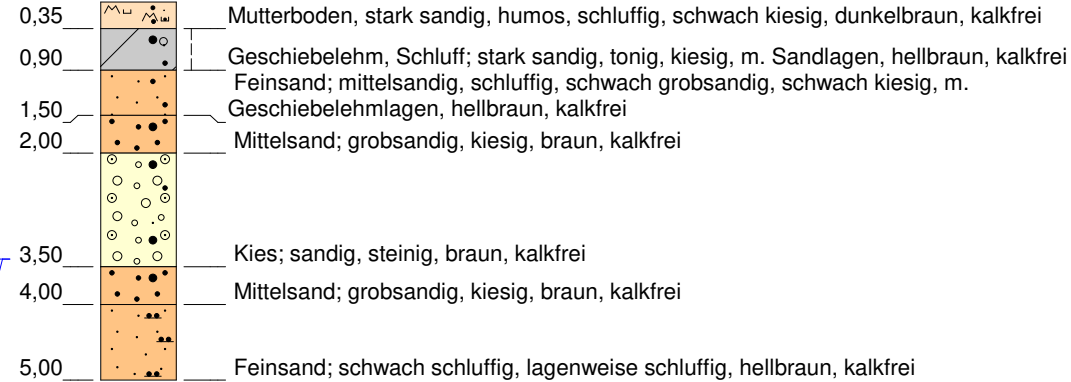 0,35 Mutterboden, stark sandig, humos, schluffig, schwach kiesig, dunkelbraun, kalkfrei
0,90 Geschiebelehm, Schluff; stark sandig, tonig, kiesig, m. Sandlagen, hellbraun, kalkfrei
Feinsand; mittelsandig, schluffig, schwach grobsandig, schwach kiesig, m.
1,50 Geschiebelehmlagen, hellbraun, kalkfrei
2,00 Mittelsand; grobsandig, kiesig, braun, kalkfrei
3,50 Kies; sandig, steinig, braun, kalkfrei
4,00 Mittelsand; grobsandig, kiesig, braun, kalkfrei
5,00 Feinsand; schwach schluffig, lagenweise schluffig, hellbraun, kalkfrei